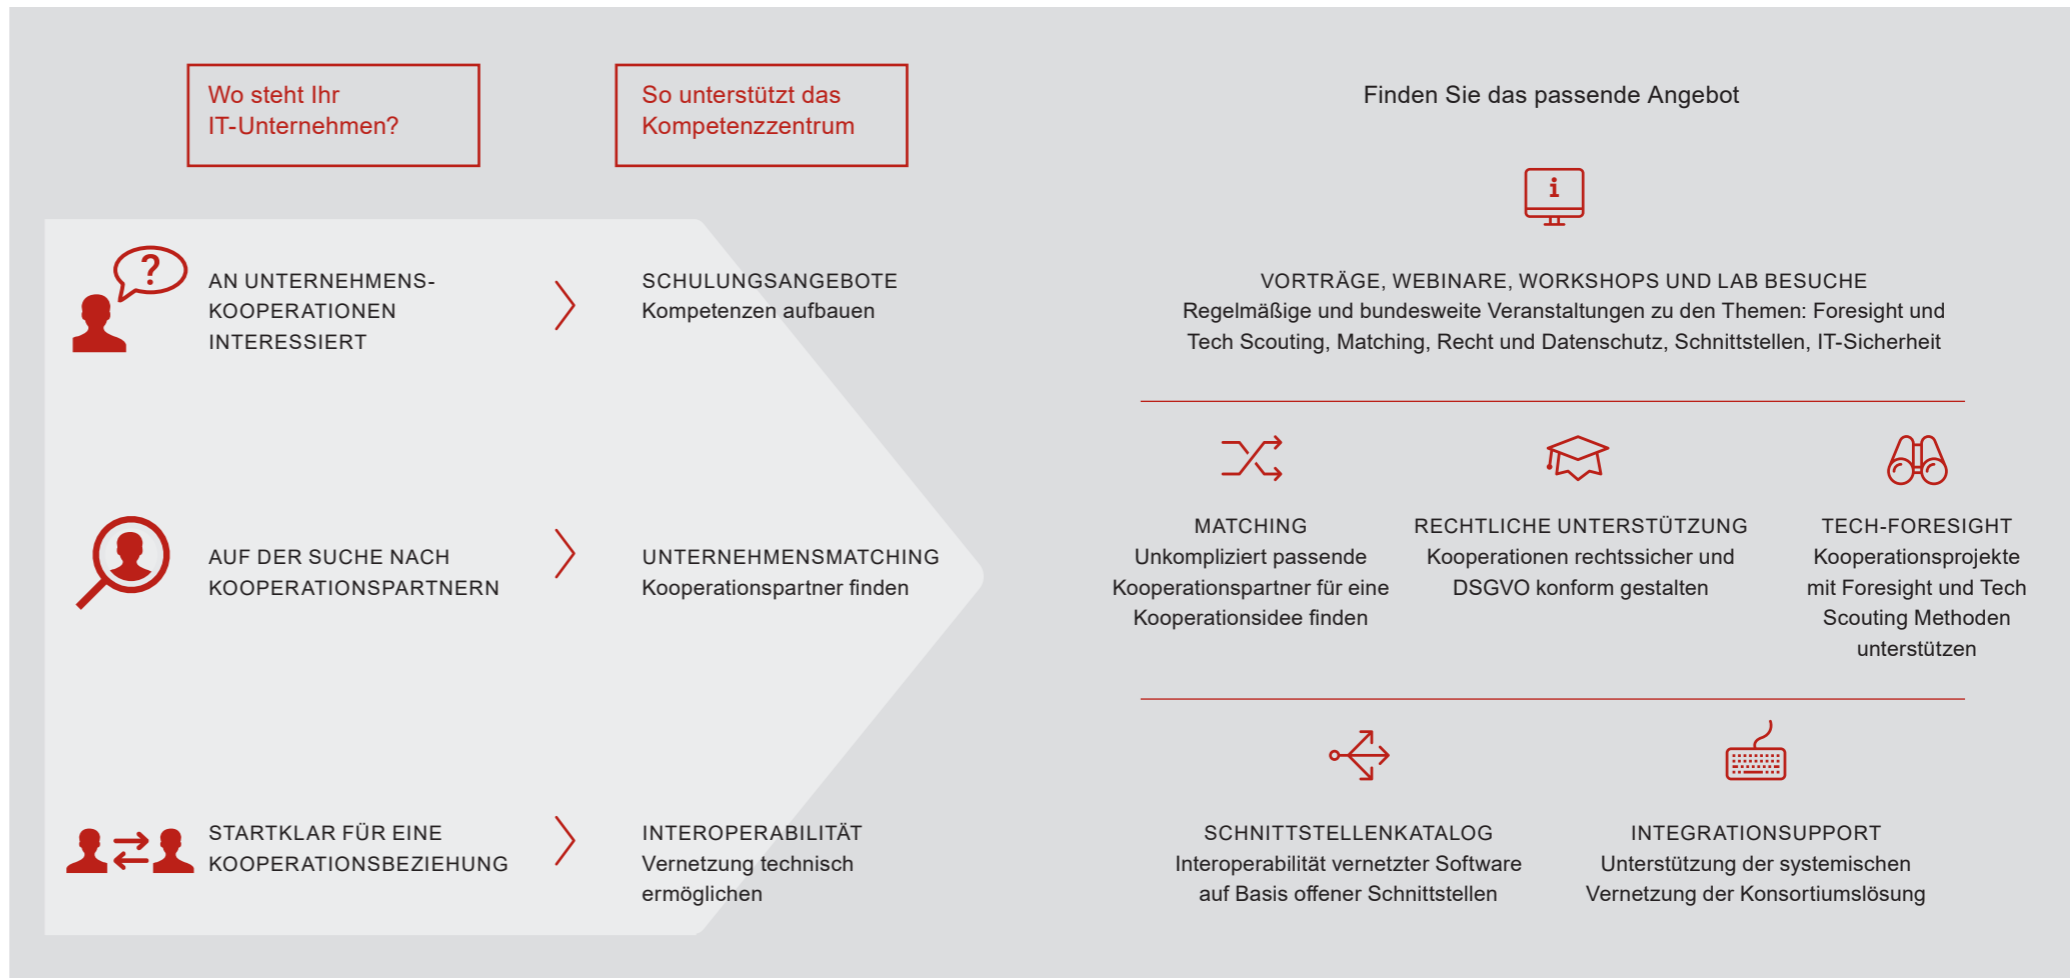 Wo steht Ihr
IT-Unternehmen?
So unterstützt das
Kompetenzzentrum
Finden Sie das passende Angebot
i
?
AN UNTERNEHMENS-
KOOPERATIONEN
INTERESSIERT
SCHULUNGSANGEBOTE
Kompetenzen aufbauen
VORTRÄGE, WEBINARE, WORKSHOPS UND LAB BESUCHE
Regelmäßige und bundesweite Veranstaltungen zu den Themen: Foresight und
Tech Scouting, Matching, Recht und Datenschutz, Schnittstellen, IT-Sicherheit
AUF DER SUCHE NACH
KOOPERATIONSPARTNERN
UNTERNEHMENSMATCHING
Kooperationspartner finden
MATCHING
Unkompliziert passende
Kooperationspartner für eine
Kooperationsidee finden
RECHTLICHE UNTERSTÜTZUNG
Kooperationen rechtssicher und
DSGVO konform gestalten
TECH-FORESIGHT
Kooperationsprojekte
mit Foresight und Tech
Scouting Methoden
unterstützen
STARTKLAR FÜR EINE
KOOPERATIONSBEZIEHUNG
INTEROPERABILITÄT
Vernetzung technisch
ermöglichen
SCHNITTSTELLENKATALOG
Interoperabilität vernetzter Software
auf Basis offener Schnittstellen
INTEGRATIONSUPPORT
Unterstützung der systemischen
Vernetzung der Konsortiumslösung